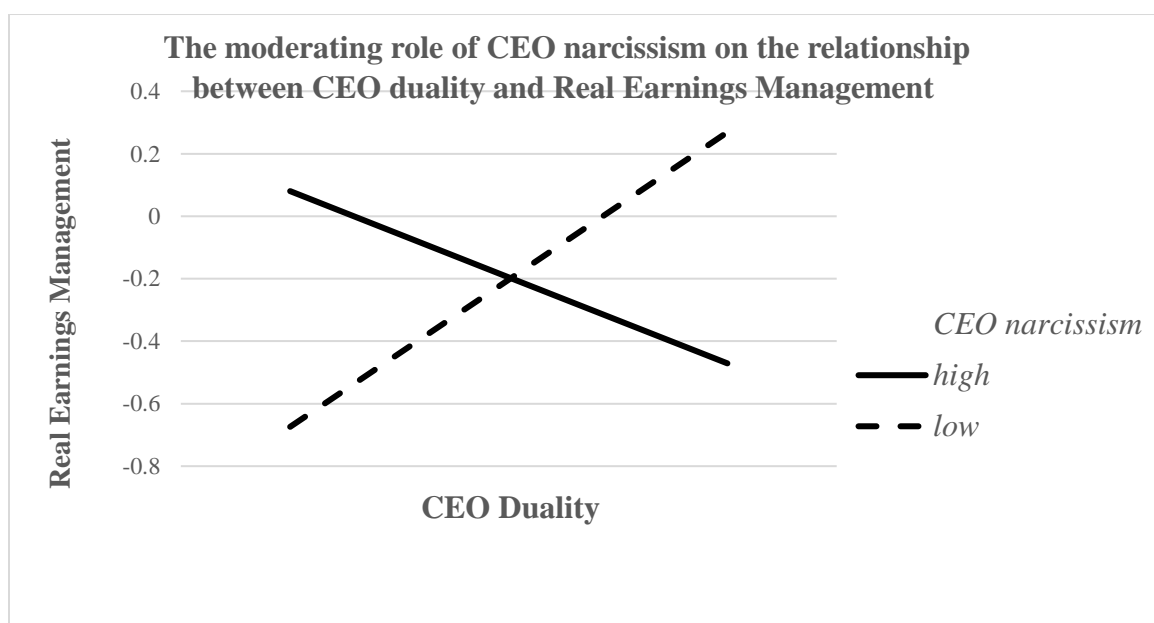 The moderating role of CEO narcissism on the relationship
between CEO duality and Real Earnings Management
0.4
0.2
0
-0.2
-0.4
-0.6
-0.8
Real Earnings Management
CEO Duality
CEO narcissism
high
low